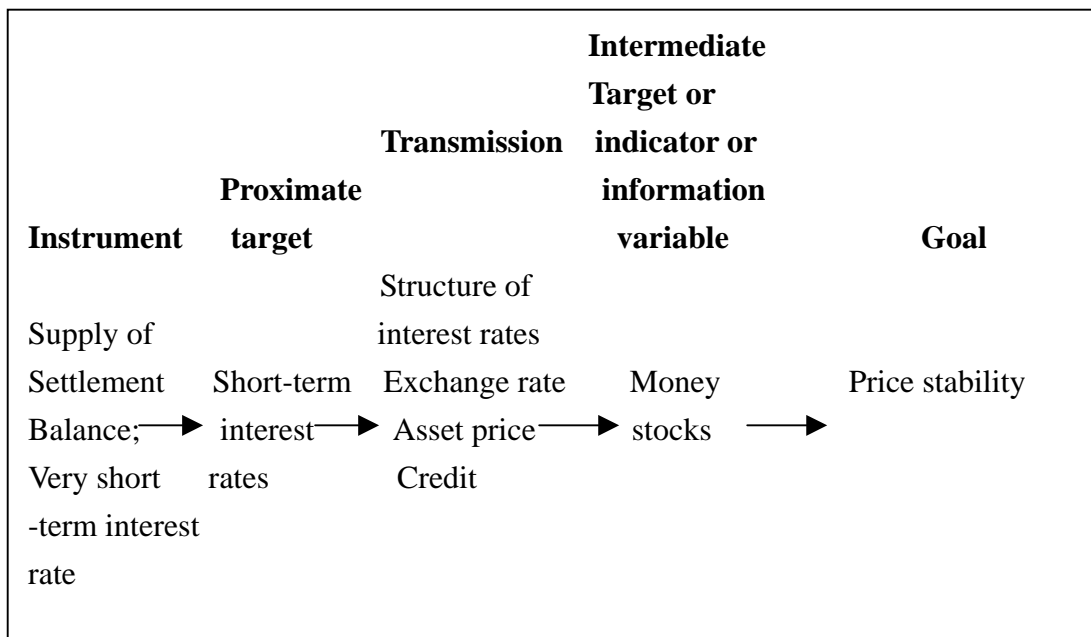 Intermediate
Target or
Transmission indicator or
Proximate information
Instrument target variable Goal
Structure of
Supply of interest rates
Settlement Short-term Exchange rate Money Price stability
Balance; interest Asset price stocks
Very short rates Credit
-term interest
rate